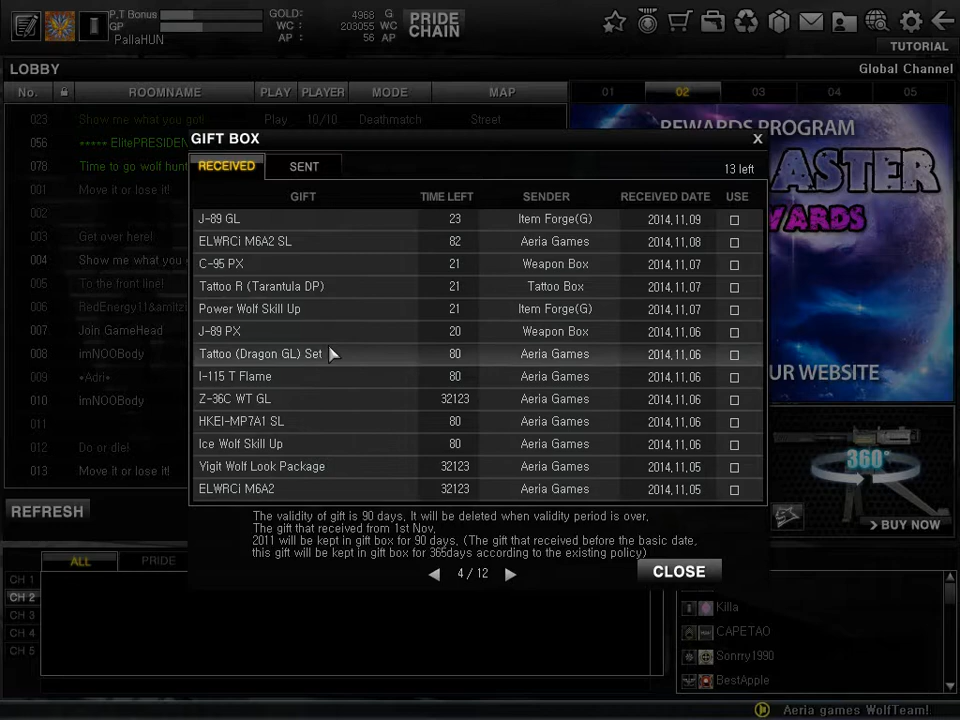 P.T Bonus
GP
PallaHUN
GOLD: 4968 G
WC : 203055 WC
AP : 56 AP
PRIDE CHAIN
TUTORIAL
LOBBY
Global Channel
No. ROOMNAME PLAY PLAYER MODE MAP
01 02 03 04 05
023 Show me what you got! Play 10/10 Deathmatch Street
056 ***** ElitePRESIDEN
078 Time to go wolf hunt
001 Move it or lose it!
002
003 Get over here!
004 Show me what you
005 To the front line!
006 RedEnergy11&amitz
007 Join GameHead
008 imNOOBody
009 •Adri•
010 imNOOBody
011
012 Do or die!
013 Move it or lose it!
REWARDS PROGRAM
ASTER
WARDS
UR WEBSITE
GIFT BOX X
RECEIVED SENT 13 left
GIFT TIME LEFT SENDER RECEIVED DATE USE
J-89 GL 23 Item Forge(G) 2014.11.09
ELWRCi M6A2 SL 82 Aeria Games 2014.11.08
C-95 PX 21 Weapon Box 2014.11.07
Tattoo R (Tarantula DP) 21 Tattoo Box 2014.11.07
Power Wolf Skill Up 21 Item Forge(G) 2014.11.07
J-89 PX 20 Weapon Box 2014.11.06
Tattoo (Dragon GL) Set 80 Aeria Games 2014.11.06
I-115 T Flame 80 Aeria Games 2014.11.06
Z-36C WT GL 32123 Aeria Games 2014.11.06
HKEI-MP7A1 SL 80 Aeria Games 2014.11.06
Ice Wolf Skill Up 80 Aeria Games 2014.11.06
Yigit Wolf Look Package 32123 Aeria Games 2014.11.05
ELWRCi M6A2 32123 Aeria Games 2014.11.05
The validity of gift is 90 days. It will be deleted when validity period is over.
The gift that received from 1st Nov.
2011 will be kept in gift box for 90 days. (The gift that received before the basic date,
this gift will be kept in gift box for 365days according to the existing policy)
4 / 12
CLOSE
360°
> BUY NOW
REFRESH
ALL PRIDE
CH 1
CH 2
CH 3
CH 4
CH 5
Killa
CAPETAO
Sonrry1990
BestApple
Aeria games WolfTeam!